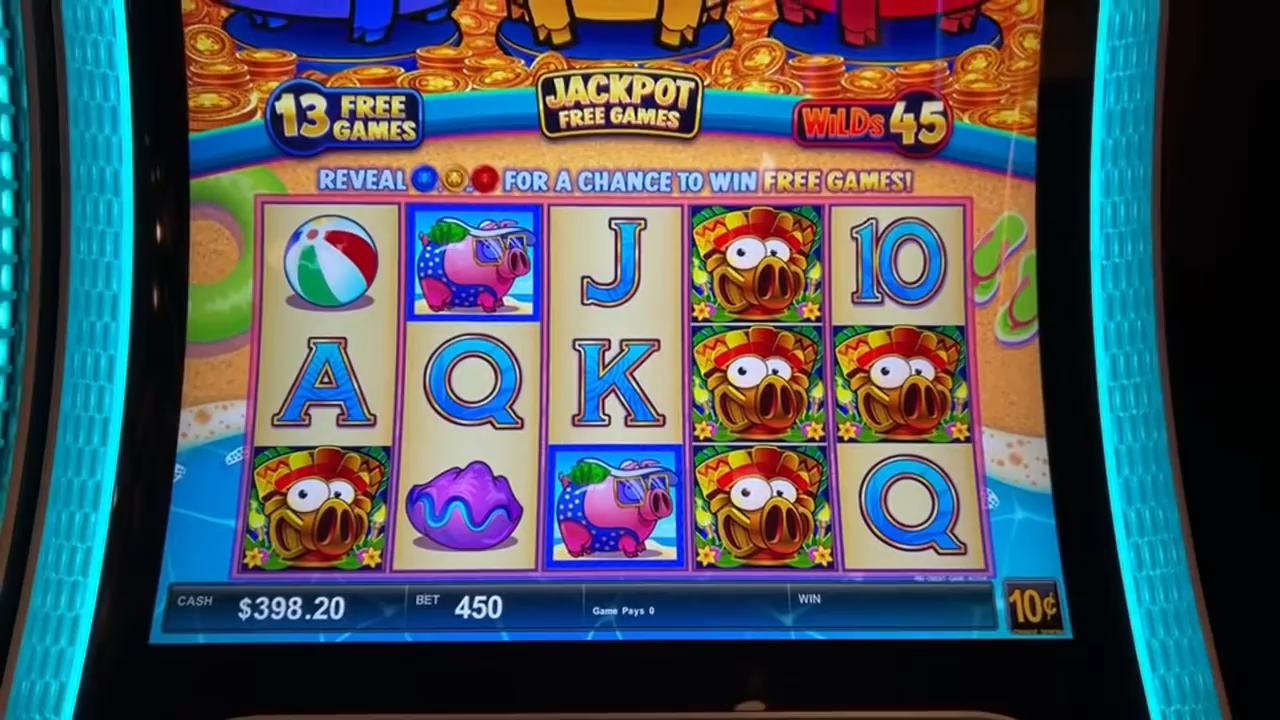 13 FREE GAMES
JACKPOT FREE GAMES
WILDS 45
REVEAL FOR A CHANCE TO WIN FREE GAMES!
J 10
A Q K
Q
CASH $398.20 BET 450 Game Pays 0 WIN 10¢